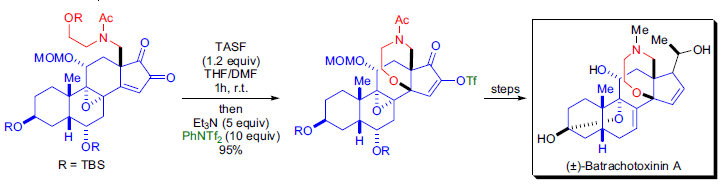 OR
Ac
N
MOMO
O
O
Me
O
RO
H
OR
R = TBS
TASF
(1.2 equiv)
THF/DMF
1h, r.t.
then
Et₃N (5 equiv)
PhNTf₂ (10 equiv)
95%
Ac
N
MOMO
O
O
OTf
Me
O
RO
H
OR
steps
Me
N
Me
OH
HO
O
Me
O
HO
H
(±)-Batrachotoxinin A